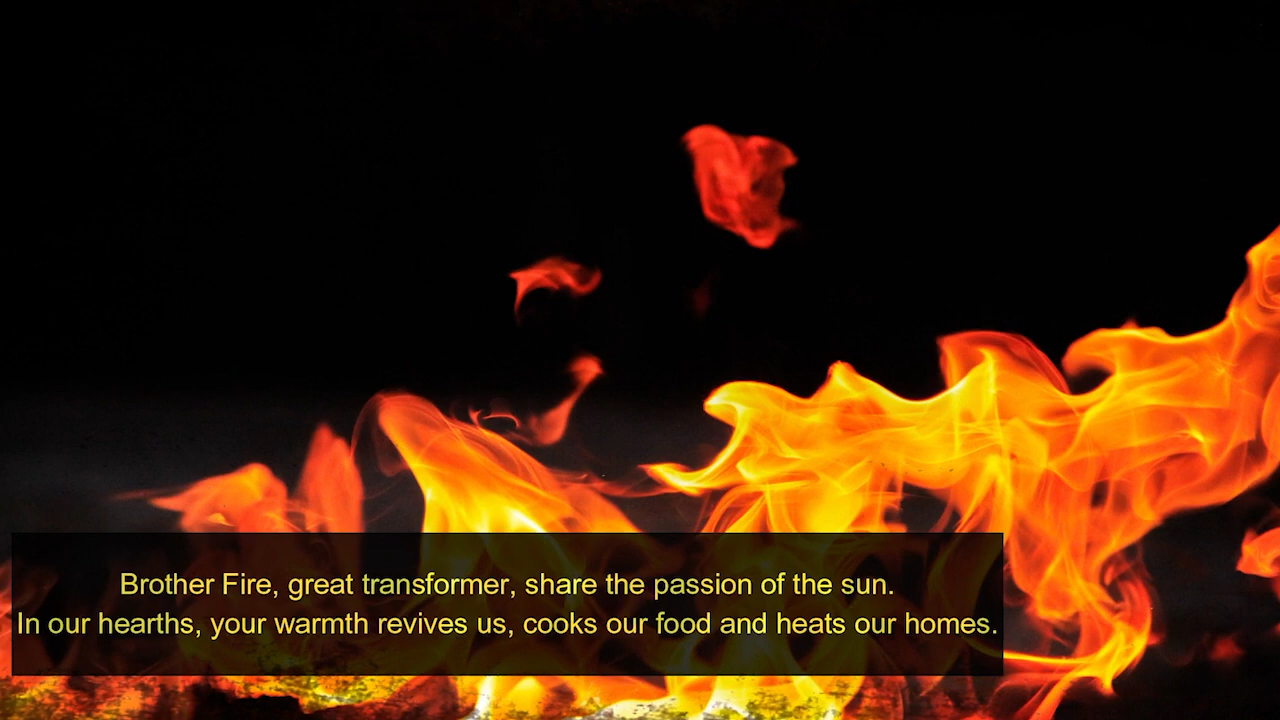 Brother Fire, great transformer, share the passion of the sun.
In our hearths, your warmth revives us, cooks our food and heats our homes.